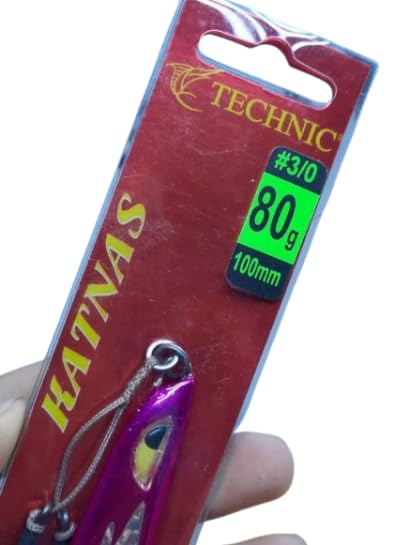 TECHNIC
#3/0
80g
100mm
KATNAS